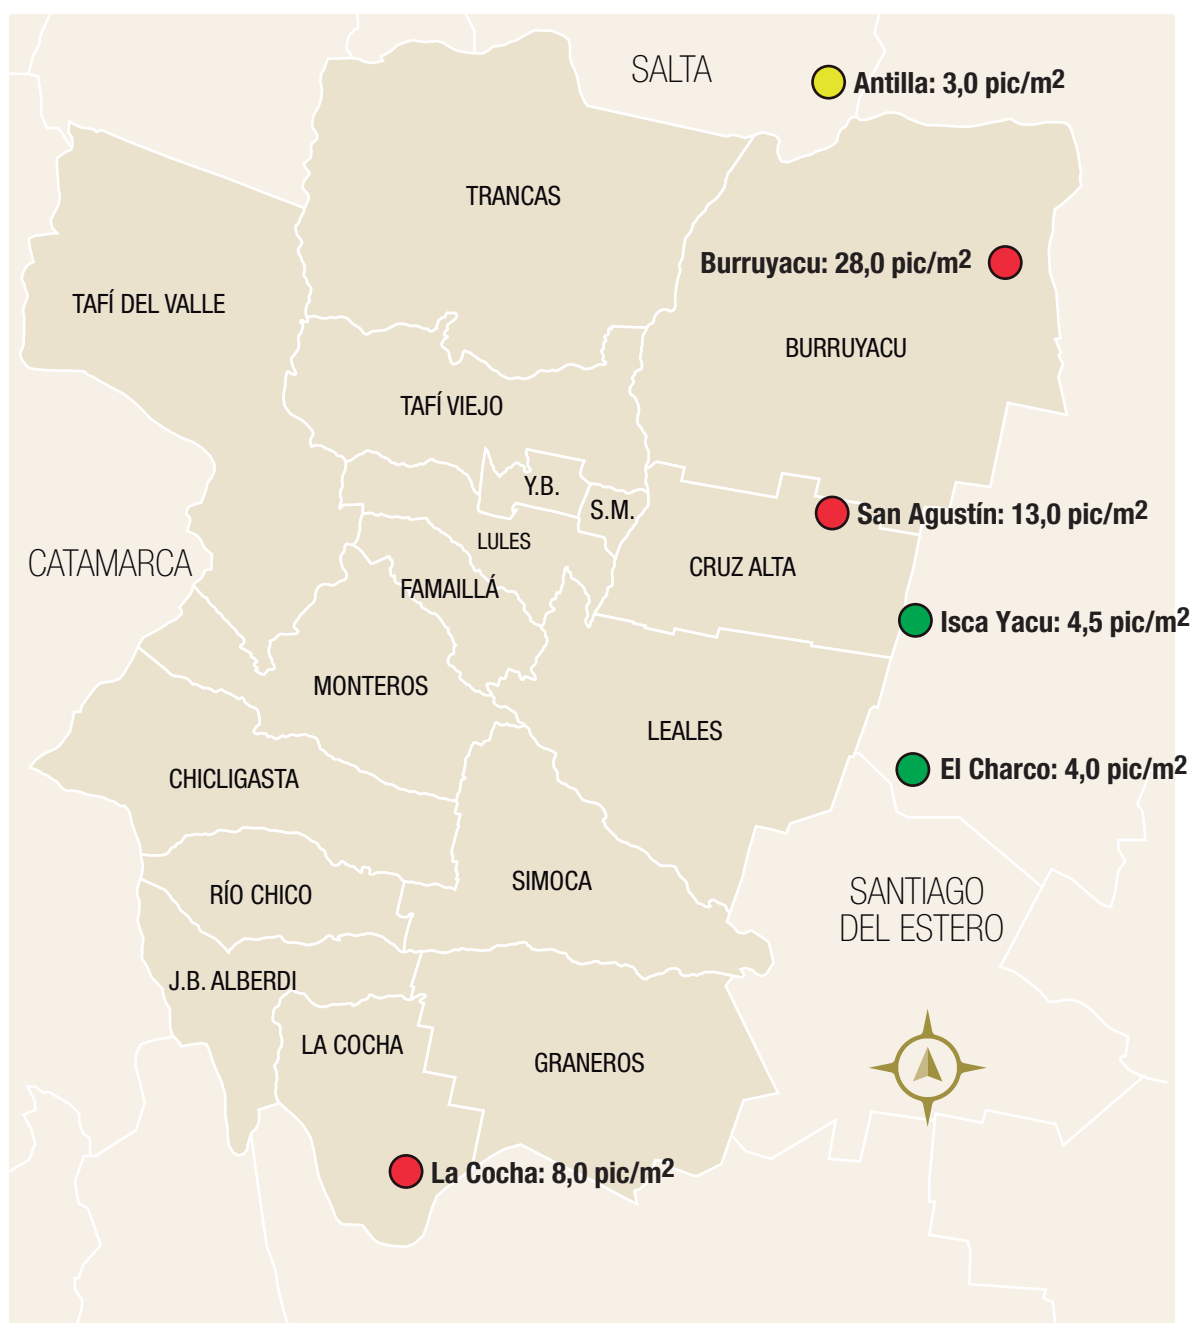 SALTA
Antilla: 3,0 pic/m2
TRANCAS
Burruyacu: 28,0 pic/m2
TAFÍ DEL VALLE
BURRUYACU
TAFÍ VIEJO
Y.B.
S.M.
San Agustín: 13,0 pic/m2
LULES
CATAMARCA
CRUZ ALTA
FAMAILLÁ
Isca Yacu: 4,5 pic/m2
MONTEROS
LEALES
El Charco: 4,0 pic/m2
CHICLIGASTA
SIMOCA
RÍO CHICO
SANTIAGO
DEL ESTERO
J.B. ALBERDI
LA COCHA
GRANEROS
La Cocha: 8,0 pic/m2